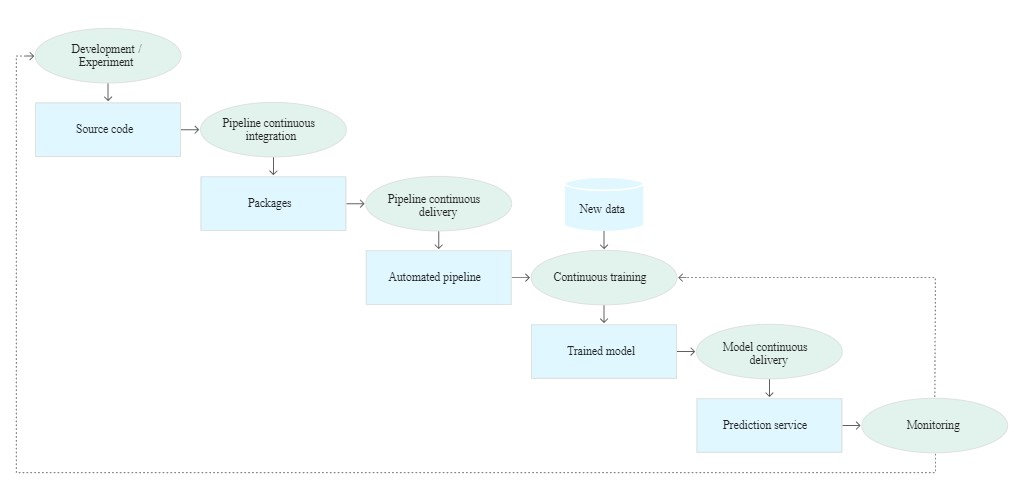 Development /
Experiment
Source code
Pipeline continuous
integration
Packages
Pipeline continuous
delivery
New data
Automated pipeline
Continuous training
Trained model
Model continuous
delivery
Prediction service
Monitoring